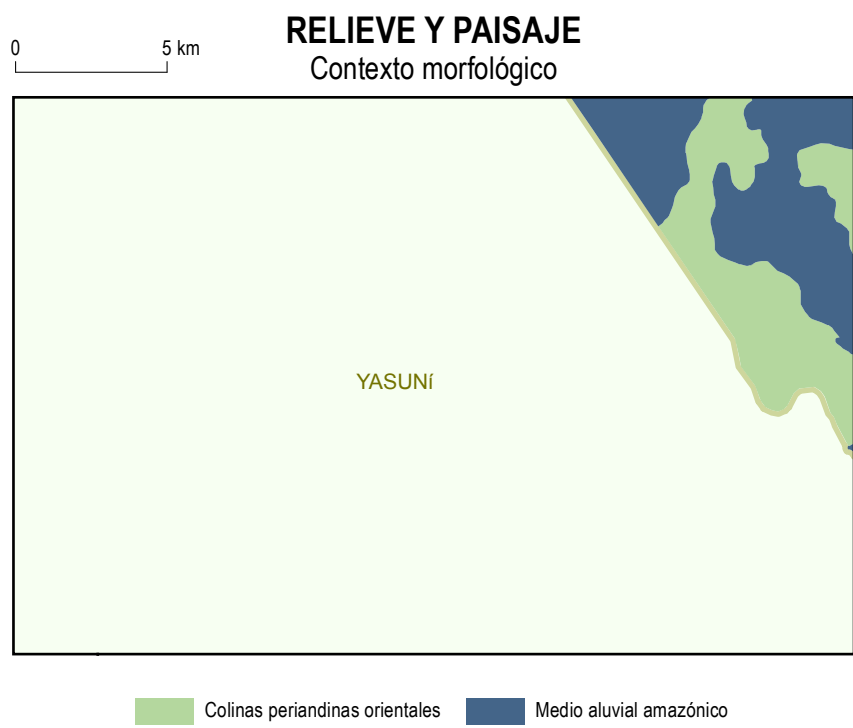 RELIEVE Y PAISAJE
Contexto morfológico
0 5 km
YASUNí
Colinas periandinas orientales
Medio aluvial amazónico